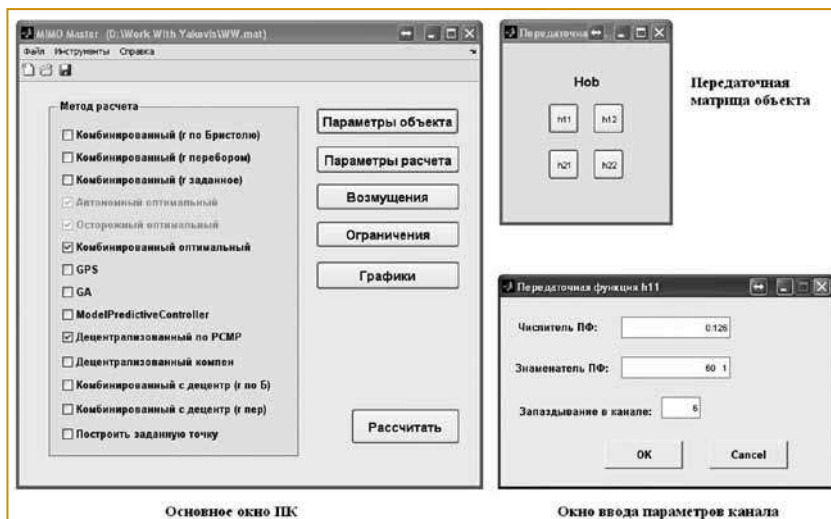 MIMO Master (D:\Work With Yakovis\WW.mat)
Файл Инструменты Справка
Метод расчета
Комбинированный (r по Бристолю)
Комбинированный (r перебором)
Комбинированный (r заданное)
Автономный оптимальный
Осторожный оптимальный
Комбинированный оптимальный
GPS
GA
ModelPredictiveController
Децентрализованный по РСМР
Децентрализованный компен
Комбинированный с децентр (r по Б)
Комбинированный с децентр (r пер)
Построить заданную точку
Параметры объекта
Параметры расчета
Возмущения
Ограничения
Графики
Рассчитать
Основное окно ПК
Передаточна
Hob
h11 h12
h21 h22
Передаточная
матрица объекта
Передаточная функция h11
Числитель ПФ: 0.126
Знаменатель ПФ: 60 1
Запаздывание в канале: 6
OK Cancel
Окно ввода параметров канала